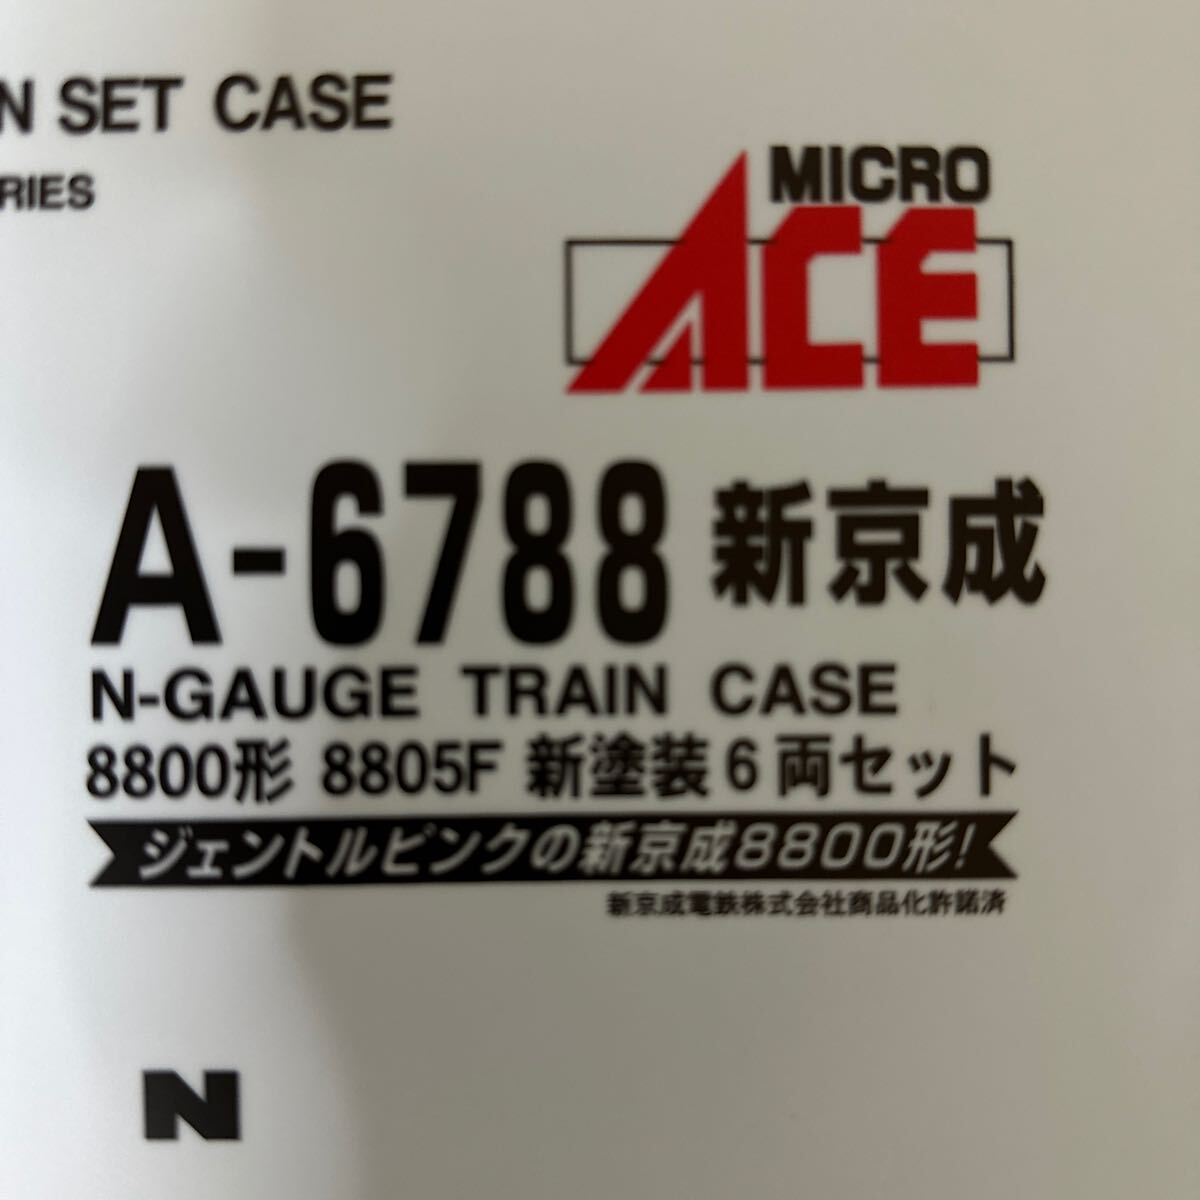 N SET CASE
RIES
MICRO
ACE
A-6788 新京成
N-GAUGE TRAIN CASE
8800形 8805F 新塗装6両セット
ジェントルピンクの新京成8800形!
新京成電鉄株式会社商品化許諾済
N